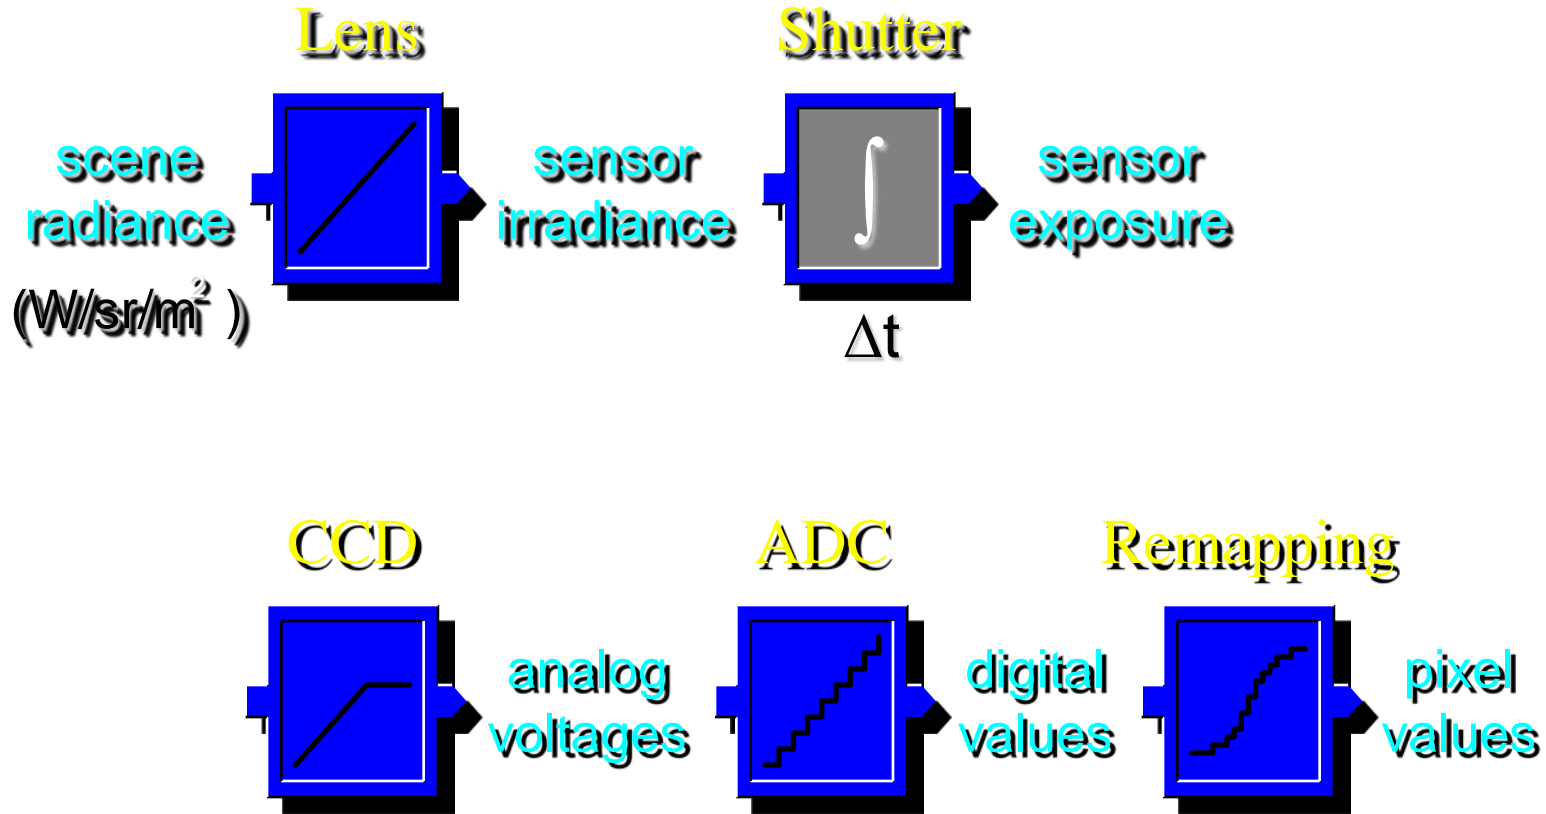 Lens
Shutter
scene
radiance
(W/sr/m² )
sensor
irradiance
∫
Δt
sensor
exposure
CCD
ADC
Remapping
analog
voltages
digital
values
pixel
values